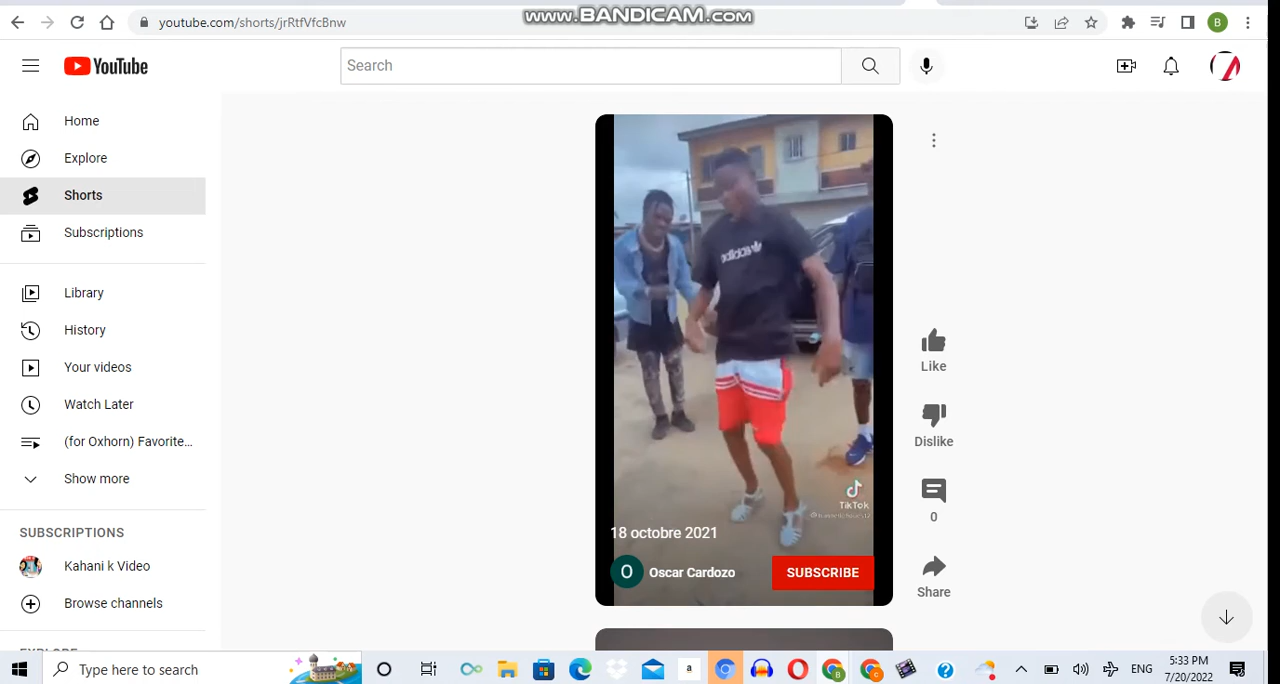 youtube.com/shorts/jrRtfVfcBnw
www.BANDICAM.com
B
YouTube
Search
Home
Explore
Shorts
Subscriptions
Library
History
Your videos
Watch Later
(for Oxhorn) Favorite...
Show more
SUBSCRIPTIONS
Kahani k Video
Browse channels
adidas
TikTok
18 octobre 2021
O
Oscar Cardozo
SUBSCRIBE
Like
Dislike
0
Share
Type here to search
a
ENG
5:33 PM
7/20/2022